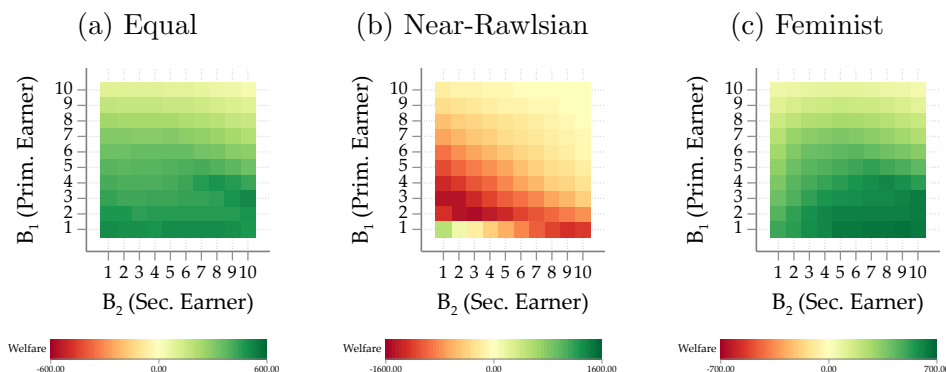 (a) Equal
B1 (Prim. Earner)
10
9
8
7
6
5
4
3
2
1
1 2 3 4 5 6 7 8 9 10
B2 (Sec. Earner)
Welfare
-600.00 0.00 600.00
(b) Near-Rawlsian
B1 (Prim. Earner)
10
9
8
7
6
5
4
3
2
1
1 2 3 4 5 6 7 8 9 10
B2 (Sec. Earner)
Welfare
-1600.00 0.00 1600.00
(c) Feminist
B1 (Prim. Earner)
10
9
8
7
6
5
4
3
2
1
1 2 3 4 5 6 7 8 9 10
B2 (Sec. Earner)
Welfare
-700.00 0.00 700.00